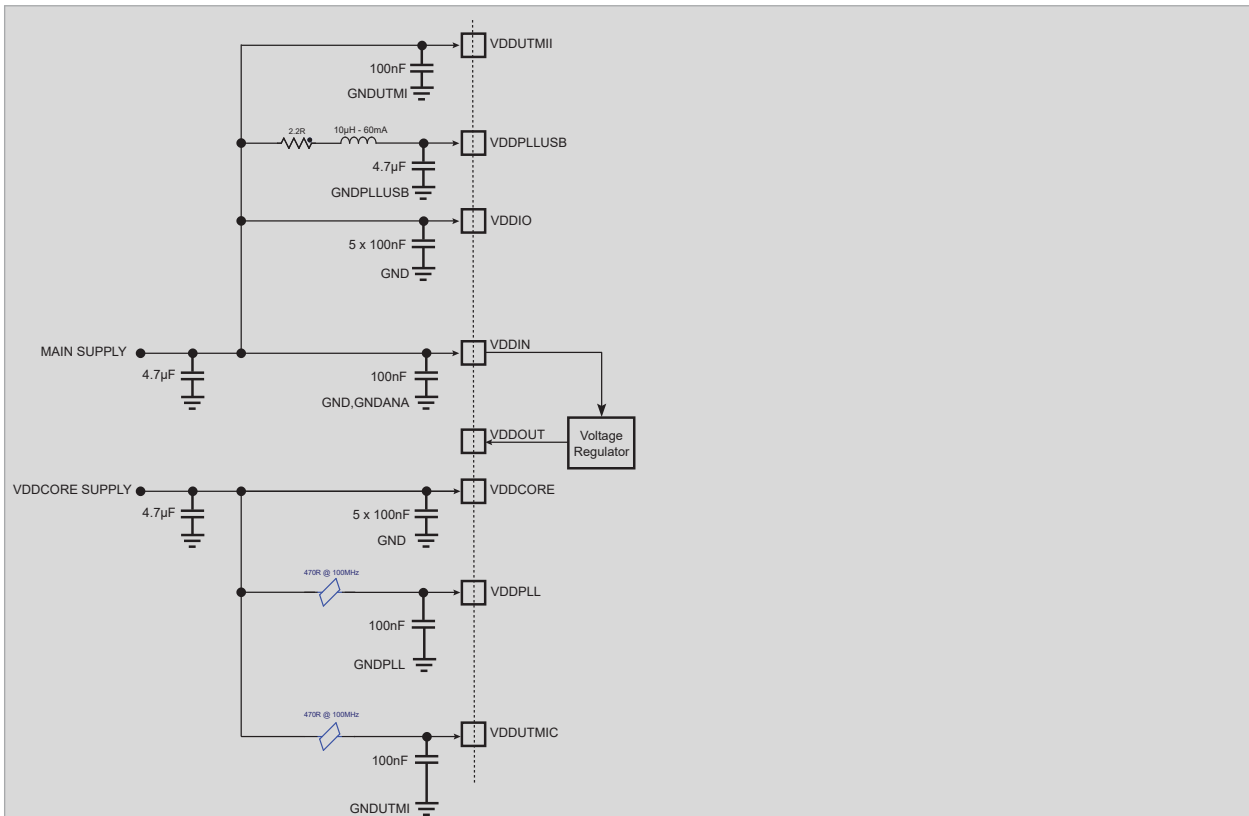 VDDUTMII
100nF
GNDUTMI
2.2R
10µH - 60mA
VDDPLLUSB
4.7µF
GNDPLLUSB
VDDIO
5 x 100nF
GND
MAIN SUPPLY
VDDIN
4.7µF
100nF
GND,GNDANA
VDDOUT
Voltage
Regulator
VDDCORE SUPPLY
VDDCORE
4.7µF
5 x 100nF
GND
470R @ 100MHz
VDDPLL
100nF
GNDPLL
470R @ 100MHz
VDDUTMIC
100nF
GNDUTMI